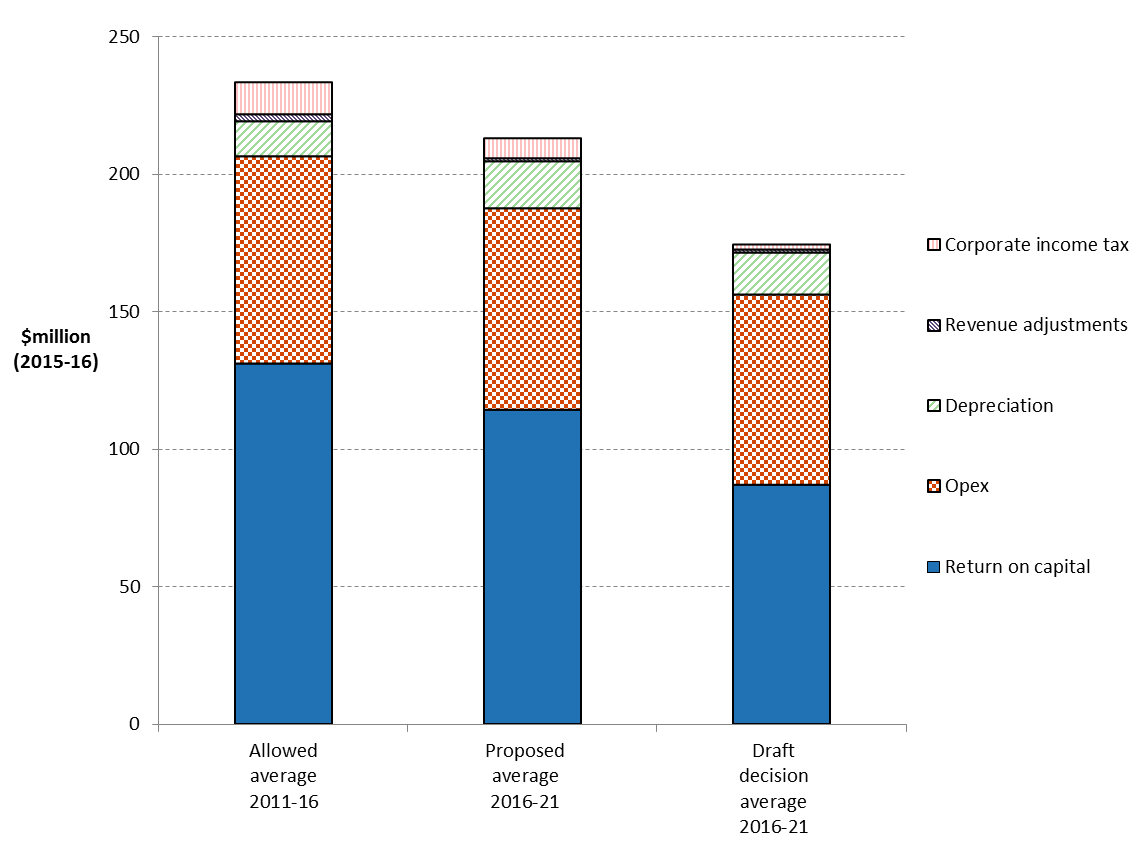 250
200
150
100
50
0
$million
(2015-16)
Allowed
average
2011-16
Proposed
average
2016-21
Draft
decision
average
2016-21
Corporate income tax
Revenue adjustments
Depreciation
Opex
Return on capital